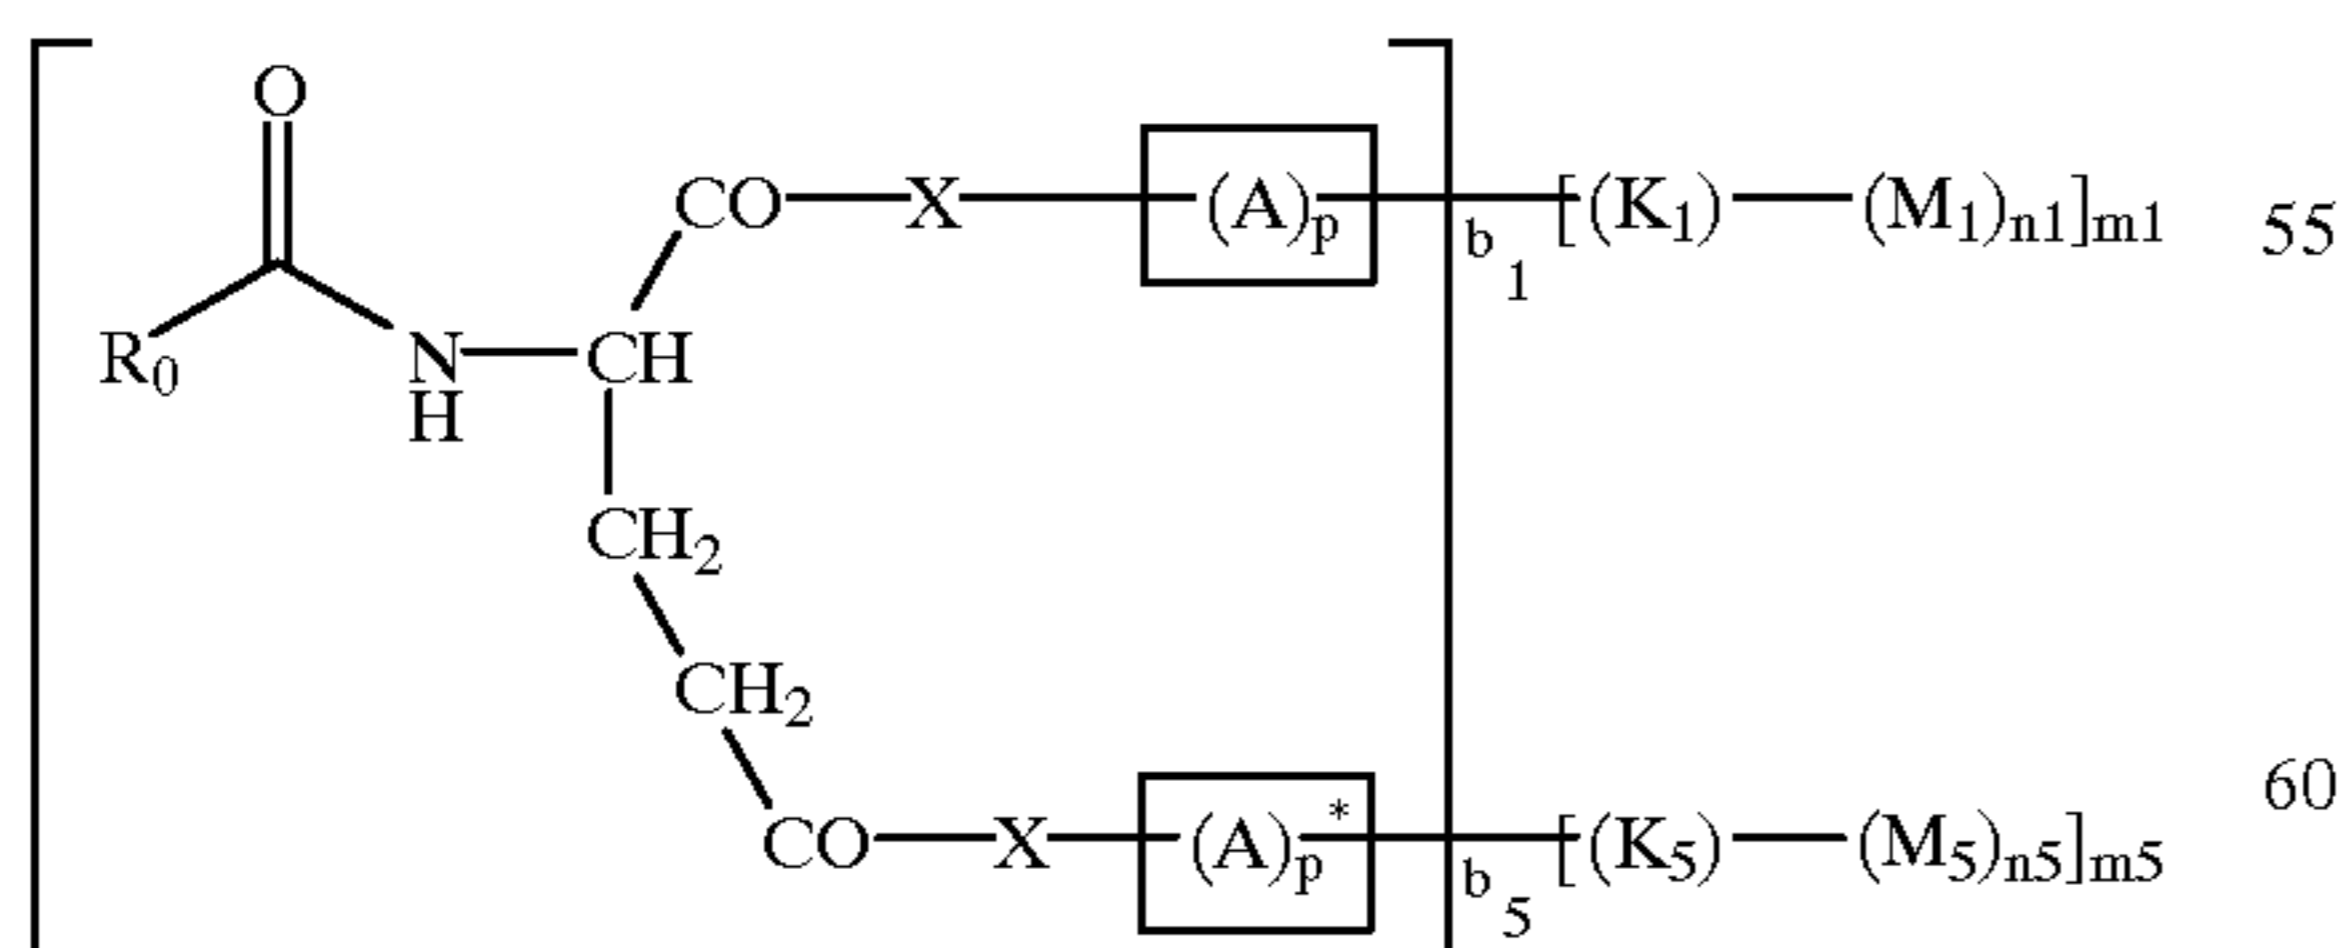 O
CO—X—(A)p b1 [(K1)—(M1)n1]m1 55
R0 N—CH
H
CH2
CH2
CO—X—(A)p* b5 [(K5)—(M5)n5]m5 60